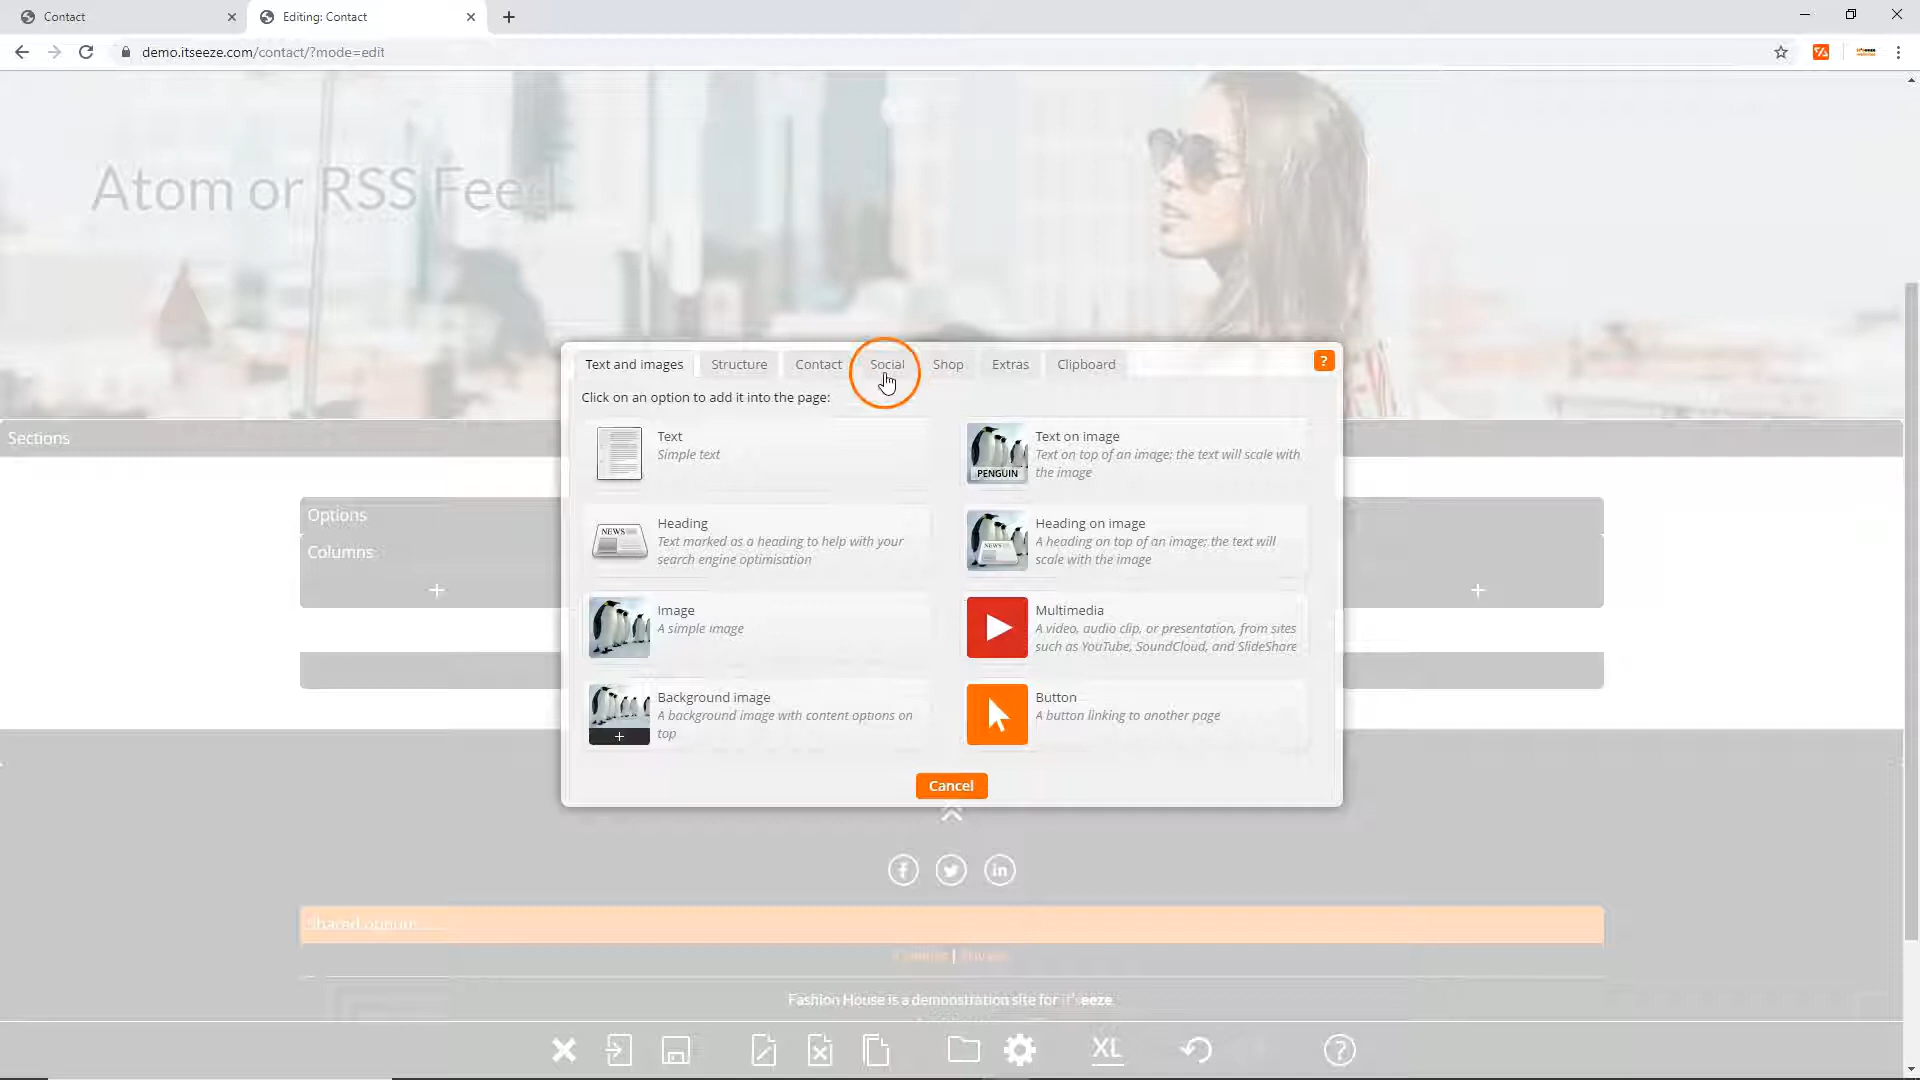 Contact
Editing: Contact
demo.itseeze.com/contact/?mode=edit
Atom or RSS Feed
Text and images
Structure
Contact
Social
Shop
Extras
Clipboard
?
Click on an option to add it into the page:
Sections
Text
Simple text
PENGUIN
Text on image
Text on top of an image; the text will scale with
the image
Options
Columns
NEWS
Heading
Text marked as a heading to help with your
search engine optimisation
NEWS
Heading on image
A heading on top of an image; the text will
scale with the image
Image
A simple image
Multimedia
A video, audio clip, or presentation, from sites
such as YouTube, SoundCloud, and SlideShare
Background image
A background image with content options on
top
Button
A button linking to another page
Cancel
Shared options
Fashion House is a demonstration site for it'seeze
XL